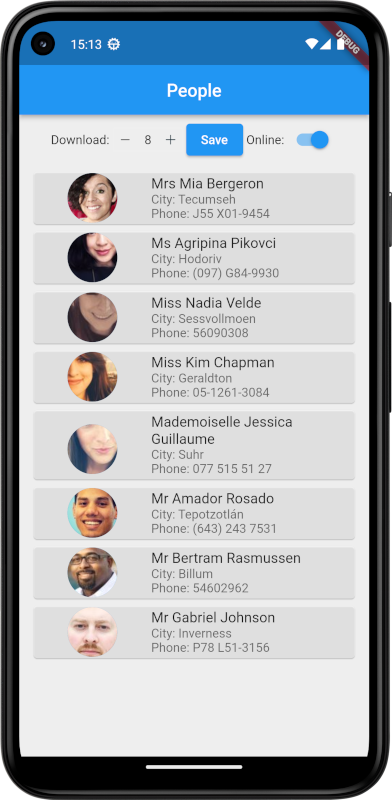 15:13
DEBUG
People
Download: − 8 + Save Online:
Mrs Mia Bergeron
City: Tecumseh
Phone: J55 X01-9454
Ms Agripina Pikovci
City: Hodoriv
Phone: (097) G84-9930
Miss Nadia Velde
City: Sessvollmoen
Phone: 56090308
Miss Kim Chapman
City: Geraldton
Phone: 05-1261-3084
Mademoiselle Jessica
Guillaume
City: Suhr
Phone: 077 515 51 27
Mr Amador Rosado
City: Tepotzotlán
Phone: (643) 243 7531
Mr Bertram Rasmussen
City: Billum
Phone: 54602962
Mr Gabriel Johnson
City: Inverness
Phone: P78 L51-3156